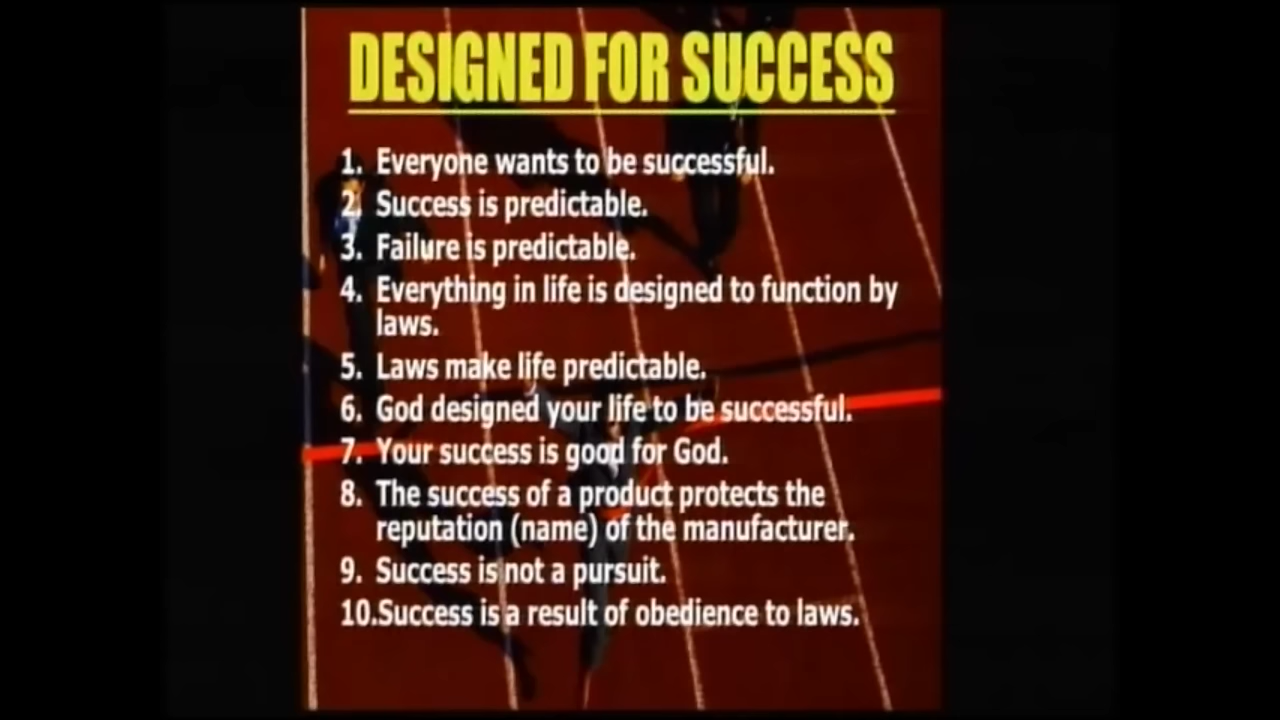 DESIGNED FOR SUCCESS
1. Everyone wants to be successful.
2. Success is predictable.
3. Failure is predictable.
4. Everything in life is designed to function by
laws.
5. Laws make life predictable.
6. God designed your life to be successful.
7. Your success is good for God.
8. The success of a product protects the
reputation (name) of the manufacturer.
9. Success is not a pursuit.
10.Success is a result of obedience to laws.